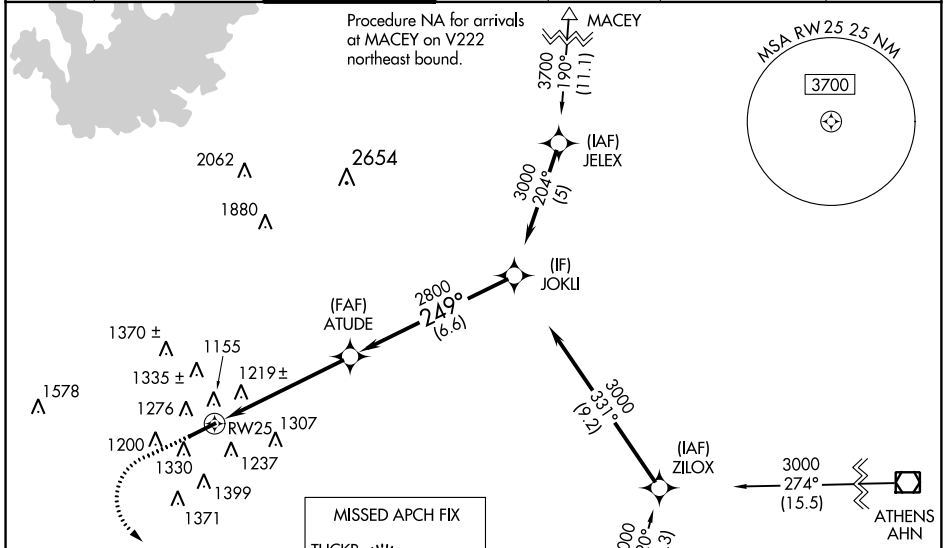 Procedure NA for arrivals
at MACEY on V222
northeast bound.
MACEY
3700
190°
(11.1)
MSA RW25 25 NM
3700
(IAF)
JELEX
3000
204°
(5)
2062
2654
1880
(IF)
JOKLI
2800
249°
(6.6)
(FAF)
ATUDE
1370 ±
1155
1335 ±
1219 ±
1578
1276
RW25
1307
1200
1330
1237
1399
1371
3000
331°
(9.2)
(IAF)
ZILOX
3000
274°
(15.5)
ATHENS
AHN
MISSED APCH FIX